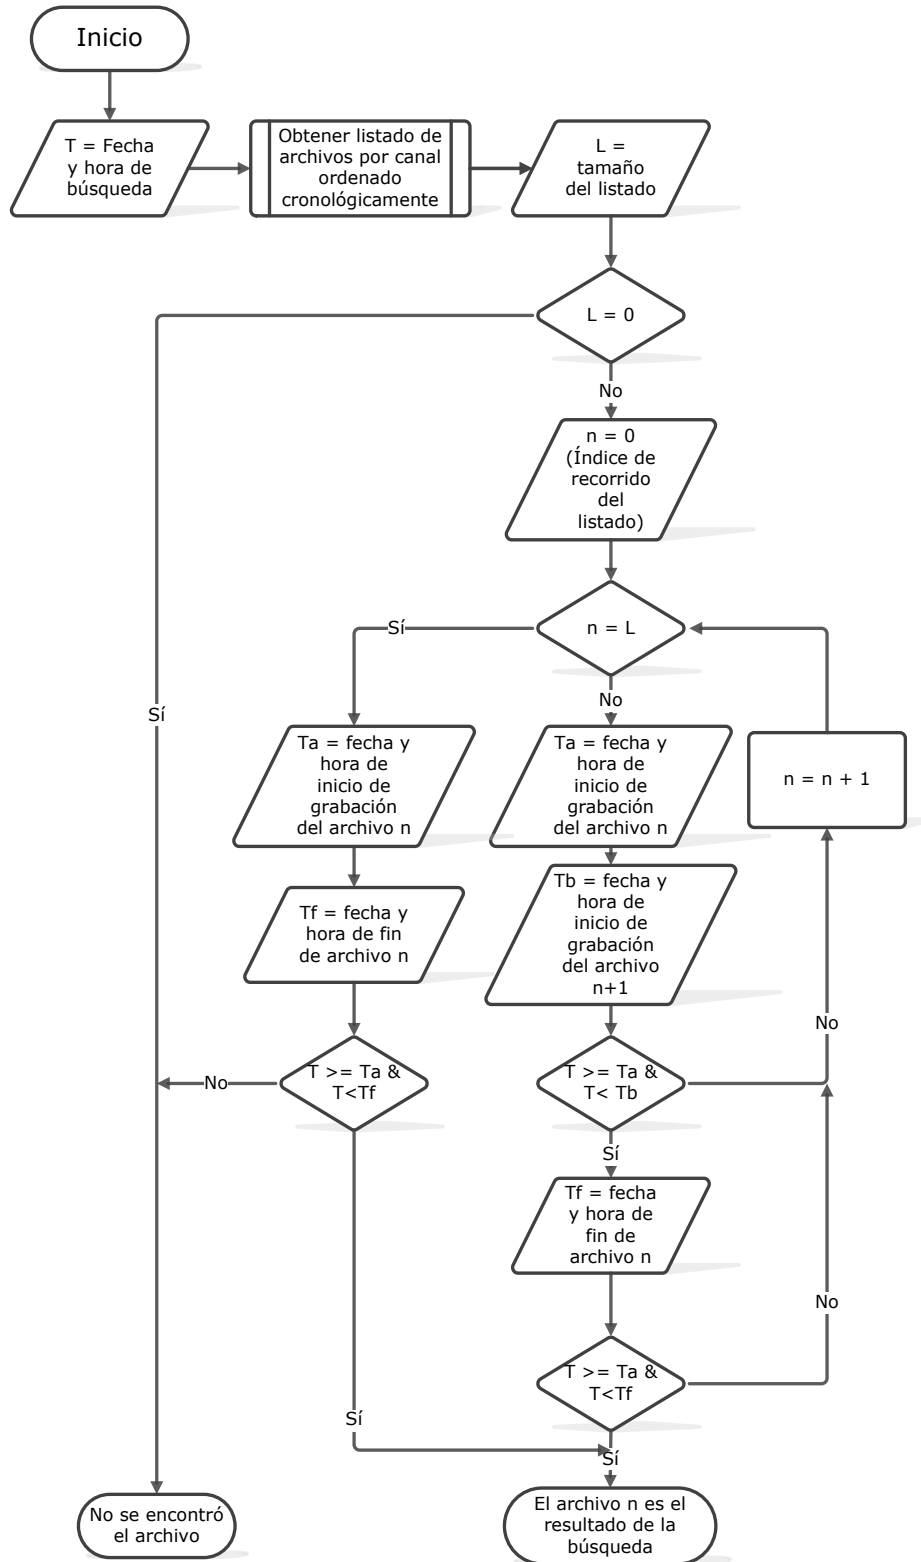 Inicio
T = Fecha
y hora de
búsqueda
Obtener listado de
archivos por canal
ordenado
cronológicamente
L =
tamaño
del listado
L = 0
No
n = 0
(Índice de
recorrido
del
listado)
n = L
Sí
No
Sí
Ta = fecha y
hora de
inicio de
grabación
del archivo n
Ta = fecha y
hora de
inicio de
grabación
del archivo n
n = n + 1
Tf = fecha y
hora de fin
de archivo n
Tb = fecha y
hora de
inicio de
grabación
del archivo
n+1
No
T >= Ta &
T<Tf
No
T >= Ta &
T< Tb
Sí
Tf = fecha
y hora de
fin de
archivo n
No
T >= Ta &
T<Tf
Sí
Sí
No se encontró
el archivo
El archivo n es el
resultado de la
búsqueda